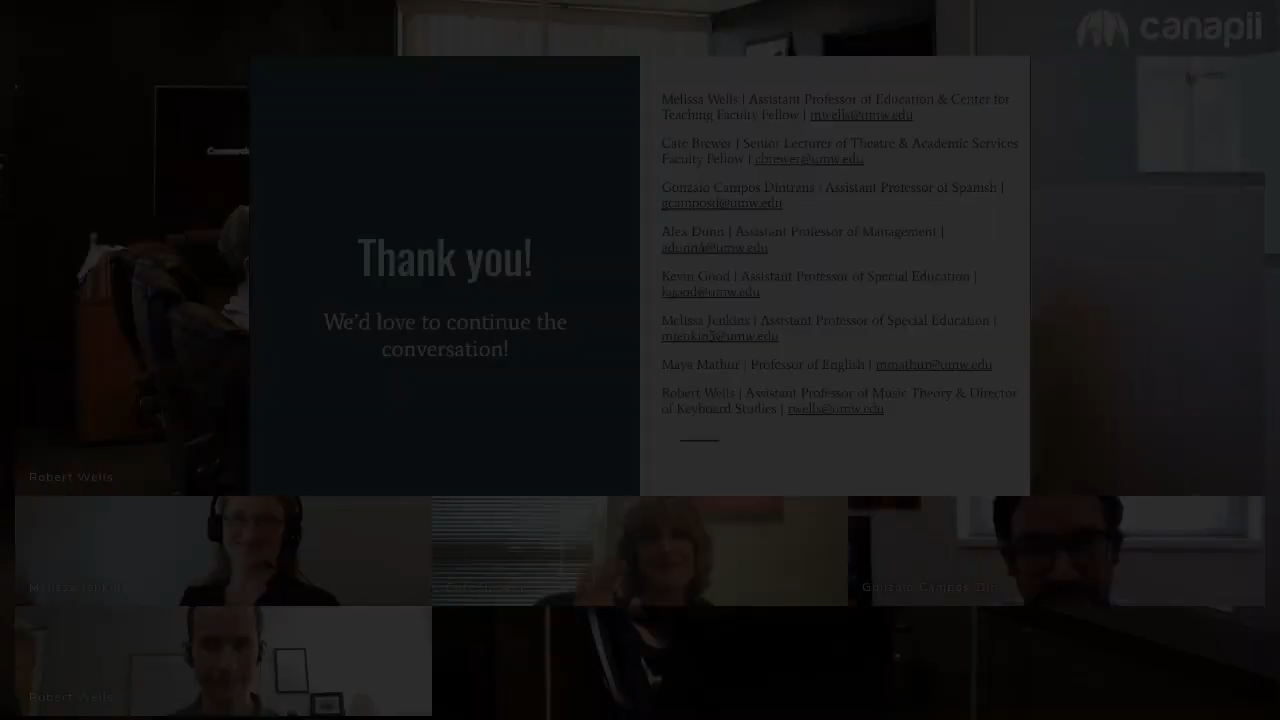 canapii
Melissa Wells | Assistant Professor of Education & Center for
Teaching Faculty Fellow | mwells@umw.edu
Cate Brewer | Senior Lecturer of Theatre & Academic Services
Faculty Fellow | cbrewer@umw.edu
Gonzalo Campos Dintrans | Assistant Professor of Spanish |
gcamposd@umw.edu
Alex Dunn | Assistant Professor of Management |
adunn4@umw.edu
Kevin Good | Assistant Professor of Special Education |
kgood@umw.edu
Melissa Jenkins | Assistant Professor of Special Education |
mjenkin5@umw.edu
Maya Mathur | Professor of English | mmathur@umw.edu
Robert Wells | Assistant Professor of Music Theory & Director
of Keyboard Studies | rwells@umw.edu
Thank you!
We'd love to continue the
conversation!
Robert Wells
Melissa Jenkins
Gonzalo Campos Din
Robert Wells